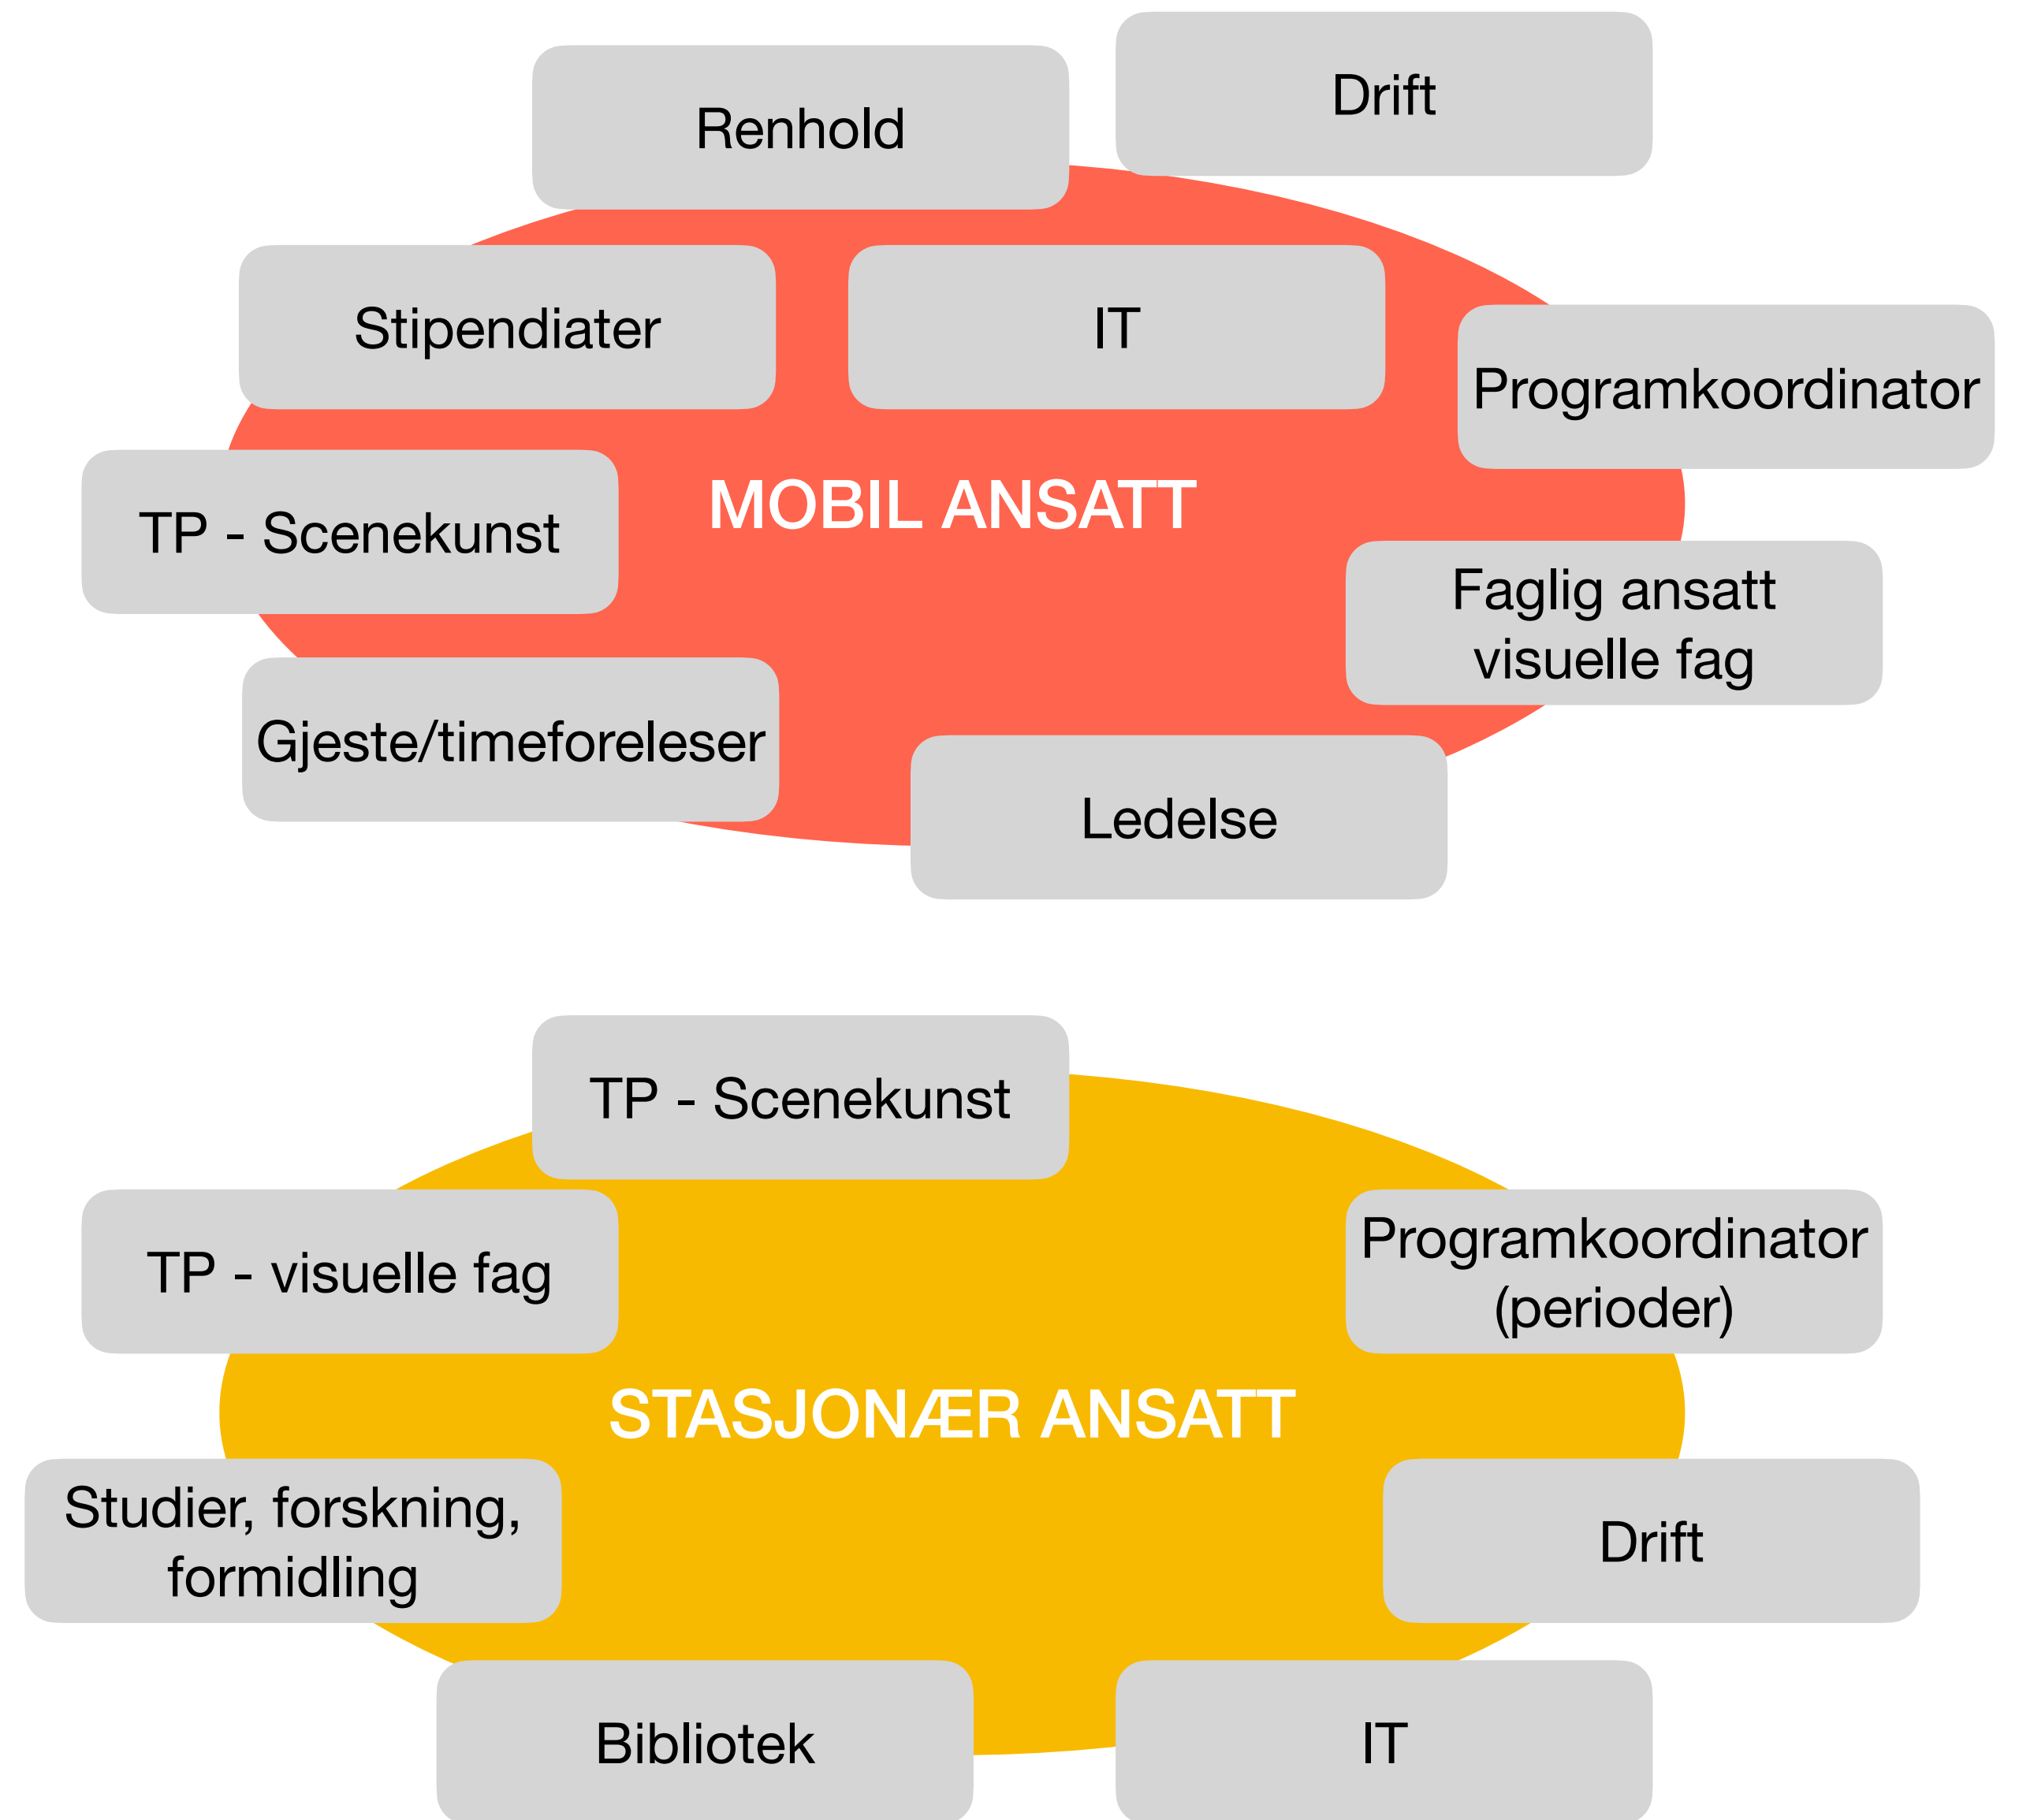 Drift
Renhold
Stipendiater
IT
Programkoordinator
MOBIL ANSATT
TP - Scenekunst
Faglig ansatt
visuelle fag
Gjeste/timeforeleser
Ledelse
TP - Scenekunst
TP - visuelle fag
Programkoordinator
(perioder)
STASJONÆR ANSATT
Studier, forskning,
formidling
Drift
Bibliotek
IT